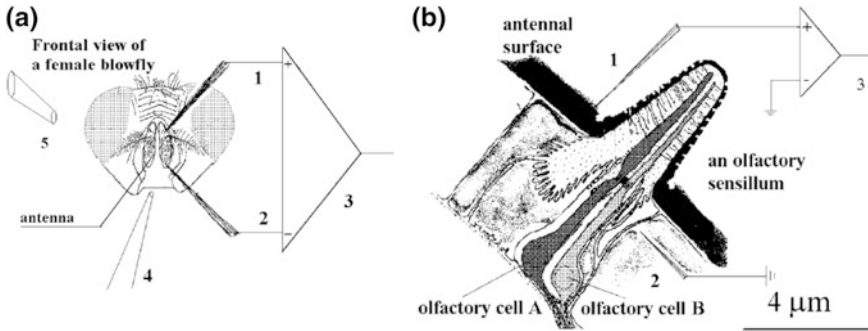 (a)
Frontal view of
a female blowfly
1
+
5
3
antenna
2
−
4
(b)
antennal
surface
1
+
-
3
an olfactory
sensillum
2
olfactory cell A
olfactory cell B
4 μm